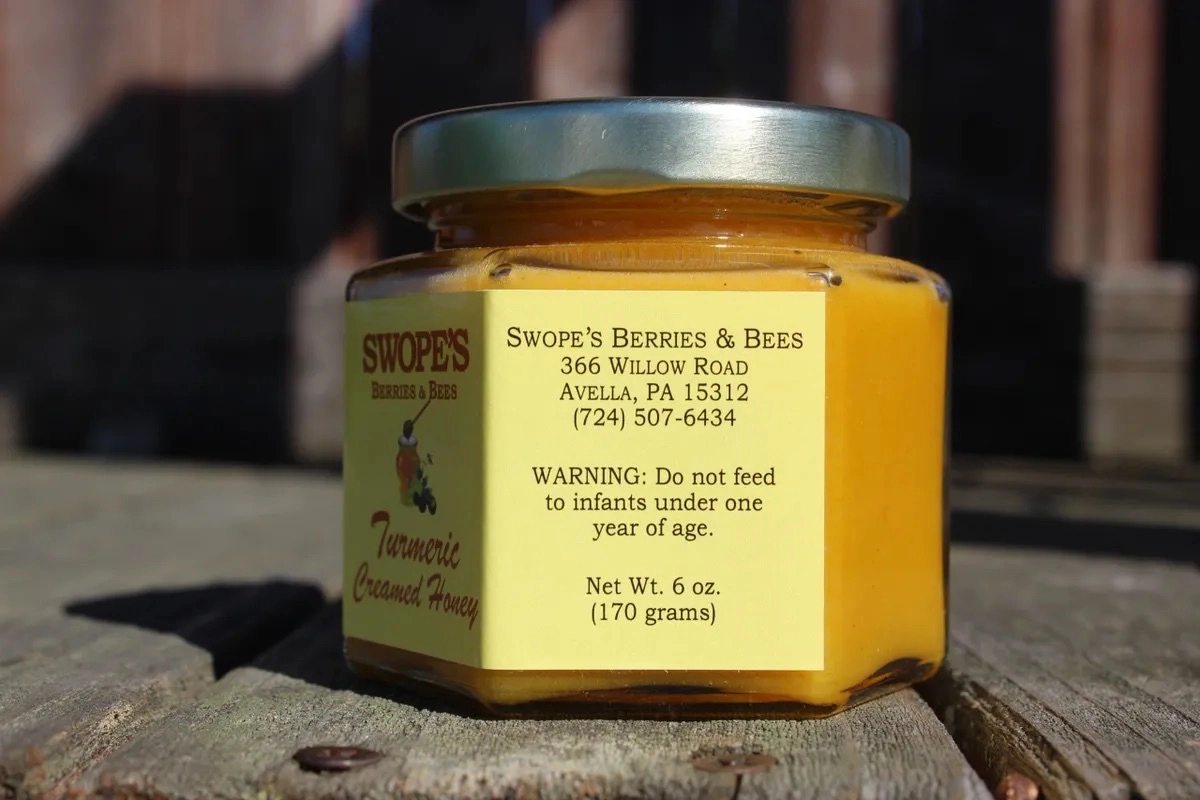 SWOPE'S
BERRIES & BEES
Turmeric
Creamed Honey
SWOPE'S BERRIES & BEES
366 WILLOW ROAD
AVELLA, PA 15312
(724) 507-6434
WARNING: Do not feed
to infants under one
year of age.
Net Wt. 6 oz.
(170 grams)